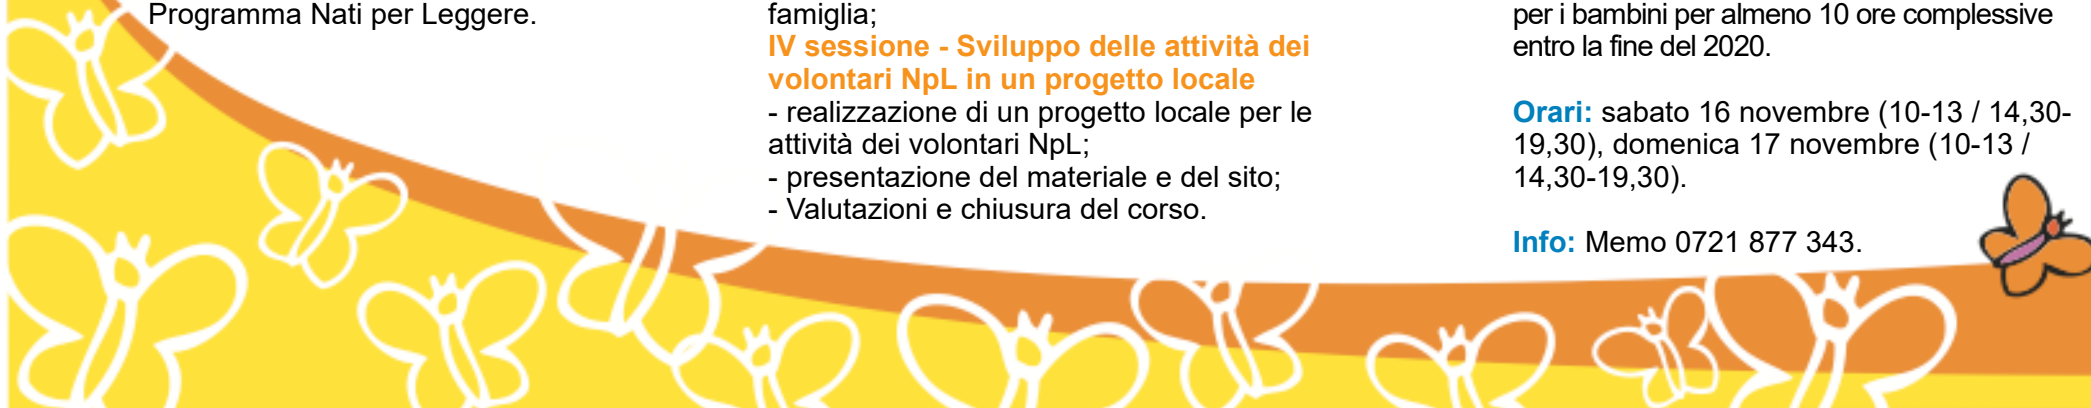 Programma Nati per Leggere.
famiglia;
IV sessione - Sviluppo delle attività dei
volontari NpL in un progetto locale
- realizzazione di un progetto locale per le
attività dei volontari NpL;
- presentazione del materiale e del sito;
- Valutazioni e chiusura del corso.
per i bambini per almeno 10 ore complessive
entro la fine del 2020.
Orari: sabato 16 novembre (10-13 / 14,30-
19,30), domenica 17 novembre (10-13 /
14,30-19,30).
Info: Memo 0721 877 343.